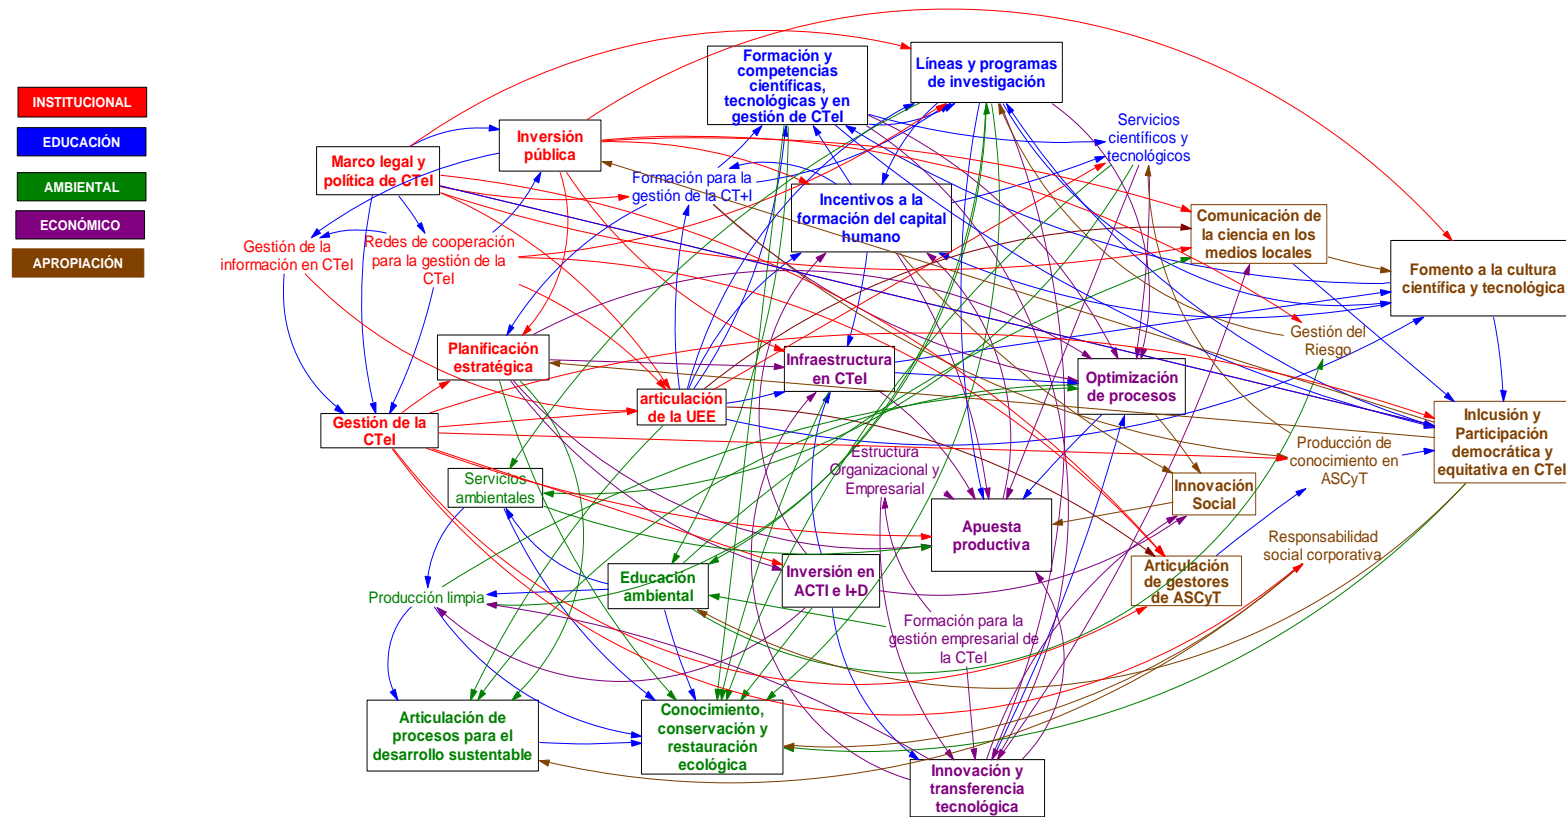 INSTITUCIONAL
EDUCACIÓN
AMBIENTAL
ECONÓMICO
APROPIACIÓN
Formación y
competencias
científicas,
tecnológicas y en
gestión de CTeI
Líneas y programas
de investigación
Inversión
pública
Marco legal y
política de CTeI
Servicios
científicos y
tecnológicos
Formación para la
gestión de la CT+I
Incentivos a la
formación del capital
humano
Comunicación de
la ciencia en los
medios locales
Gestión de la
información en CTeI
Redes de cooperación
para la gestión de la
CTeI
Fomento a la cultura
científica y tecnológica
Gestión del
Riesgo
Planificación
estratégica
Infraestructura
en CTeI
Optimización
de procesos
articulación
de la UEE
Gestión de la
CTeI
Inlcusión y
Participación
democrática y
equitativa en CTeI
Producción de
conocimiento en
ASCyT
Estructura
Organizacional y
Empresarial
Servicios
ambientales
Innovación
Social
Apuesta
productiva
Responsabilidad
social corporativa
Articulación
de gestores
de ASCyT
Educación
ambiental
Inversión en
ACTI e I+D
Producción limpia
Formación para la
gestión empresarial de
la CTeI
Articulación de
procesos para el
desarrollo sustentable
Conocimiento,
conservación y
restauración
ecológica
Innovación y
transferencia
tecnológica